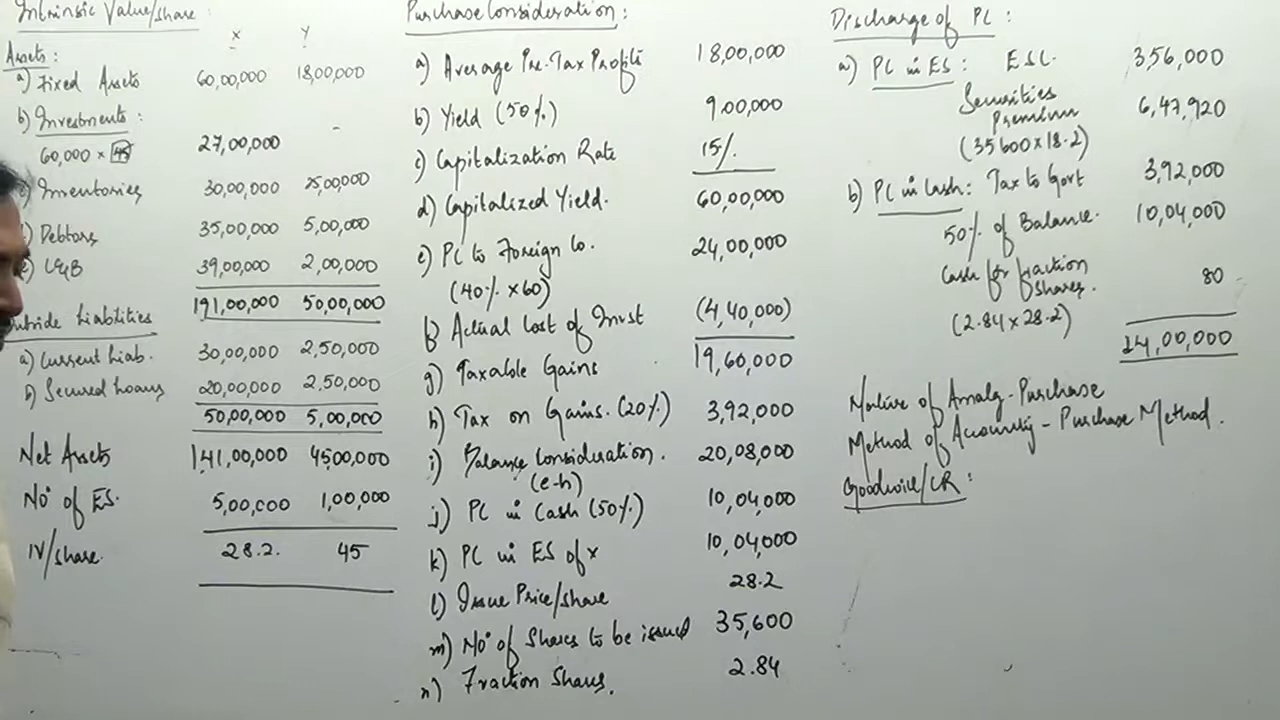 Intrinsic Value/share:
X Y
Assets:
a) Fixed Assets 60,00,000 18,00,000
b) Investments:
60,000 × 45 27,00,000 -
c) Inventories 30,00,000 25,00,000
d) Debtors 35,00,000 5,00,000
e) C&B 39,00,000 2,00,000
191,00,000 50,00,000
Outside Liabilities
a) Current Liab. 30,00,000 2,50,000
b) Secured Loans 20,00,000 2,50,000
50,00,000 5,00,000
Net Assets 1,41,00,000 4500,000
No of ES. 5,00,000 1,00,000
IV/share. 28.2. 45
Purchase Consideration:
a) Average Pre-Tax Profits 18,00,000
b) Yield (50%) 9,00,000
c) Capitalization Rate 15%
d) Capitalized Yield. 60,00,000
e) PC to Foreign Co. 24,00,000
(40% × 60)
f) Actual Cost of Invst (4,40,000)
g) Taxable Gains 19,60,000
h) Tax on Gains. (20%) 3,92,000
i) Balance Consideration. 20,08,000
(e-h)
j) PC in Cash (50%) 10,04,000
k) PC in ES of X 10,04,000
l) Issue Price/share 28.2
m) No of Shares to be issued 35,600
n) Fraction Shares. 2.84
Discharge of PC:
a) PC in ES: ESC. 3,56,000
Securities
Premium 6,47,920
(35600×18.2)
b) PC in Cash: Tax to Govt 3,92,000
50% of Balance. 10,04,000
Cash for fraction
shares. 80
(2.84×28.2)
24,00,000
Nature of Amalg - Purchase
Method of Accounting - Purchase Method.
Goodwill/CR: